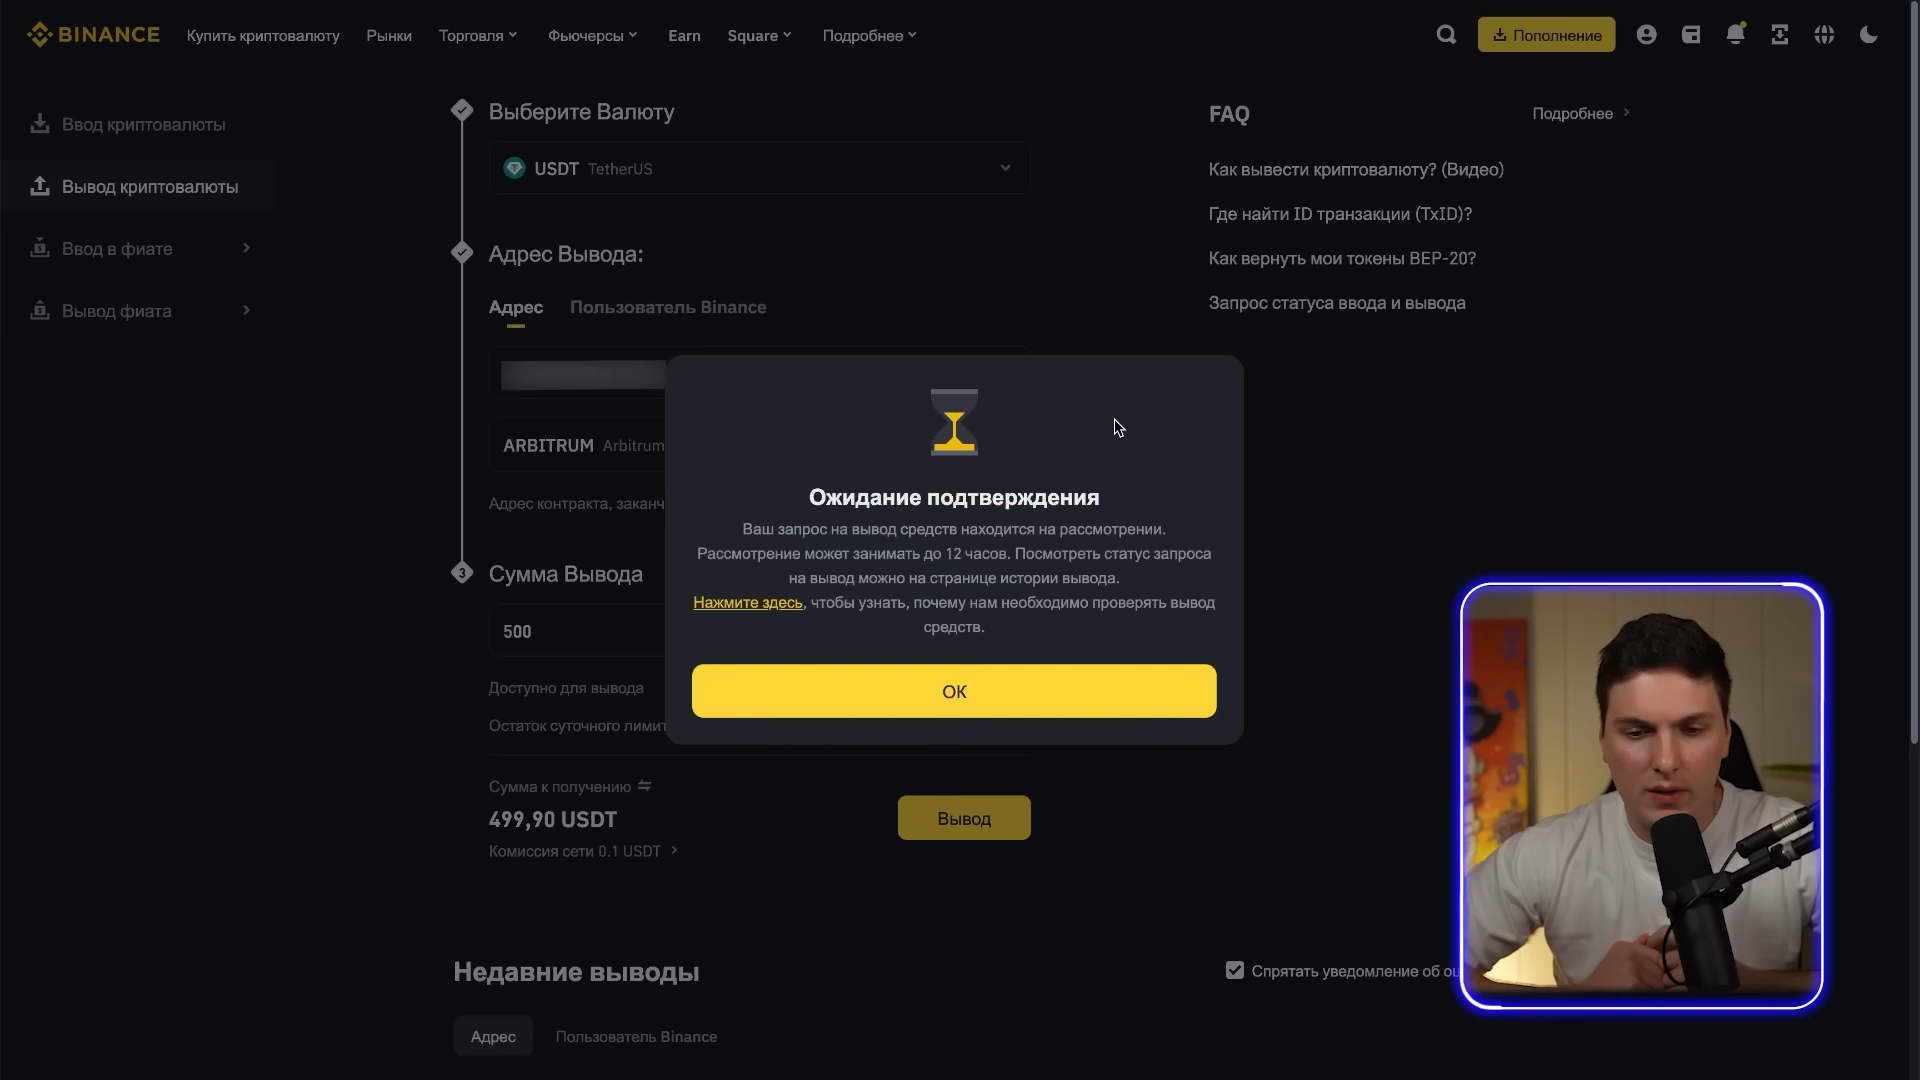 BINANCE
Купить криптовалюту
Рынки
Торговля
Фьючерсы
Earn
Square
Подробнее
Пополнение
Ввод криптовалюты
Вывод криптовалюты
Ввод в фиате
Вывод фиата
Выберите Валюту
USDT TetherUS
Адрес Вывода:
Адрес
Пользователь Binance
ARBITRUM Arbitrum
Адрес контракта,
3
Сумма Вывода
500
Доступно для вывода
Остаток суточного
Сумма к получению
499,90 USDT
Комиссия сети 0.1 USDT
Вывод
FAQ
Подробнее
Как вывести криптовалюту? (Видео)
Где найти ID транзакции (TxID)?
Как вернуть мои токены BEP-20?
Запрос статуса ввода и вывода
Ожидание подтверждения
Ваш запрос на вывод средств находится на рассмотрении.
Рассмотрение может занимать до 12 часов. Посмотреть статус запроса
на вывод можно на странице истории вывода.
Нажмите здесь, чтобы узнать, почему нам необходимо проверять вывод
средств.
ОК
Недавние выводы
Спрятать уведомление об
Адрес
Пользователь Binance